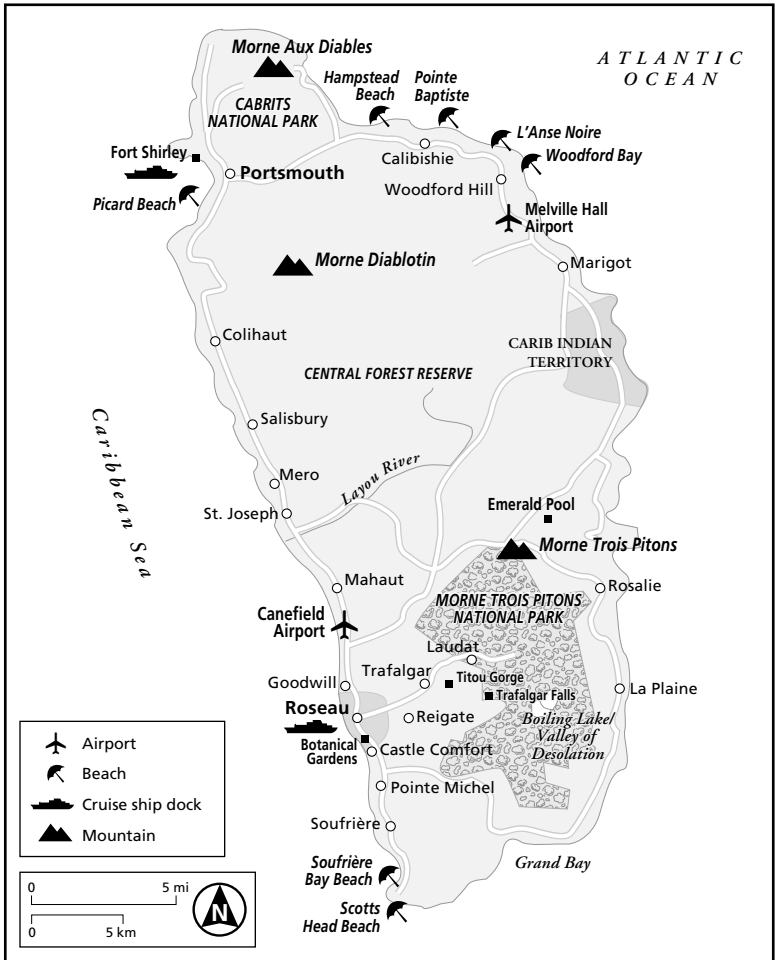 Morne Aux Diables
ATLANTIC
OCEAN
Hampstead
Beach
Pointe
Baptiste
CABRITS
NATIONAL PARK
L'Anse Noire
Fort Shirley
Calibishie
Woodford Bay
Portsmouth
Woodford Hill
Picard Beach
Melville Hall
Airport
Morne Diablotin
Marigot
Colihaut
CARIB INDIAN
TERRITORY
CENTRAL FOREST RESERVE
Caribbean Sea
Salisbury
Layou River
Mero
St. Joseph
Emerald Pool
Morne Trois Pitons
Mahaut
Rosalie
MORNE TROIS PITONS
NATIONAL PARK
Canefield
Airport
Laudat
Trafalgar
Titou Gorge
Goodwill
Trafalgar Falls
La Plaine
Roseau
Reigate
Boiling Lake/
Valley of
Desolation
Botanical
Gardens
Castle Comfort
Pointe Michel
Soufrière
Grand Bay
Soufrière
Bay Beach
Scotts
Head Beach
Airport
Beach
Cruise ship dock
Mountain
0 5 mi
0 5 km
N